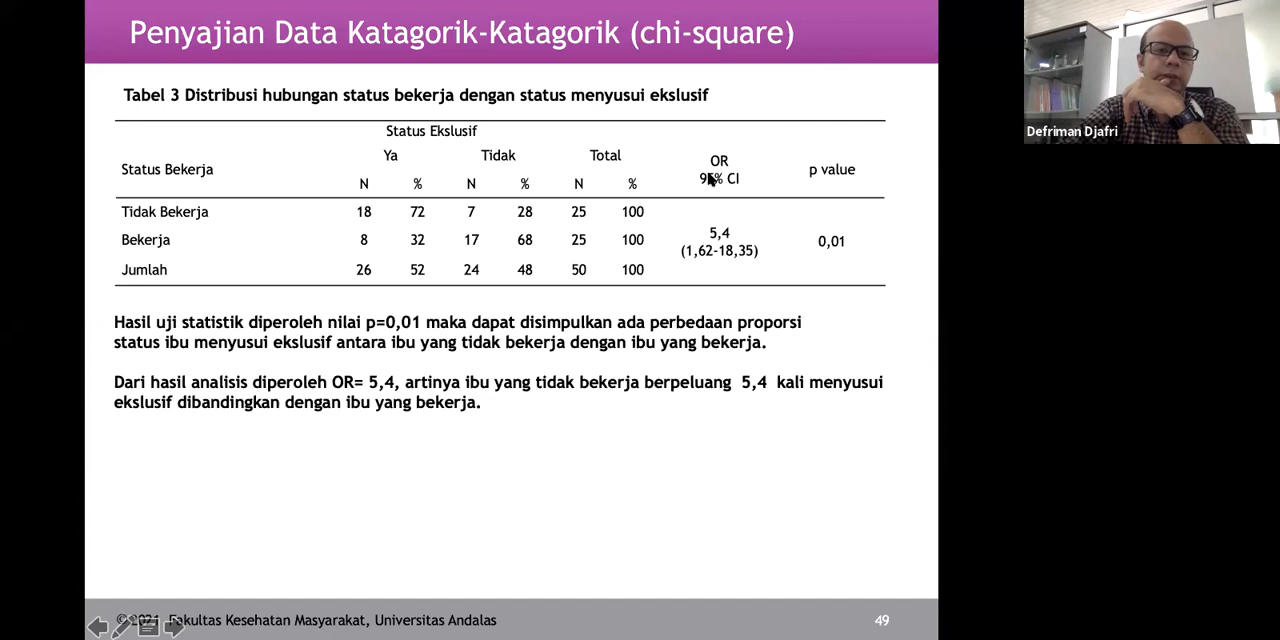 Penyajian Data Katagorik-Katagorik (chi-square)
Defriman Djafri
Tabel 3 Distribusi hubungan status bekerja dengan status menyusui ekslusif
Status Bekerja Status Ekslusif OR 95% CI p value
Ya Tidak Total
N % N % N %
Tidak Bekerja 18 72 7 28 25 100
Bekerja 8 32 17 68 25 100
5,4
(1,62-18,35) 0,01
Jumlah 26 52 24 48 50 100
Hasil uji statistik diperoleh nilai p=0,01 maka dapat disimpulkan ada perbedaan proporsi
status ibu menyusui ekslusif antara ibu yang tidak bekerja dengan ibu yang bekerja.
Dari hasil analisis diperoleh OR= 5,4, artinya ibu yang tidak bekerja berpeluang 5,4 kali menyusui
ekslusif dibandingkan dengan ibu yang bekerja.
©2021 Fakultas Kesehatan Masyarakat, Universitas Andalas 49